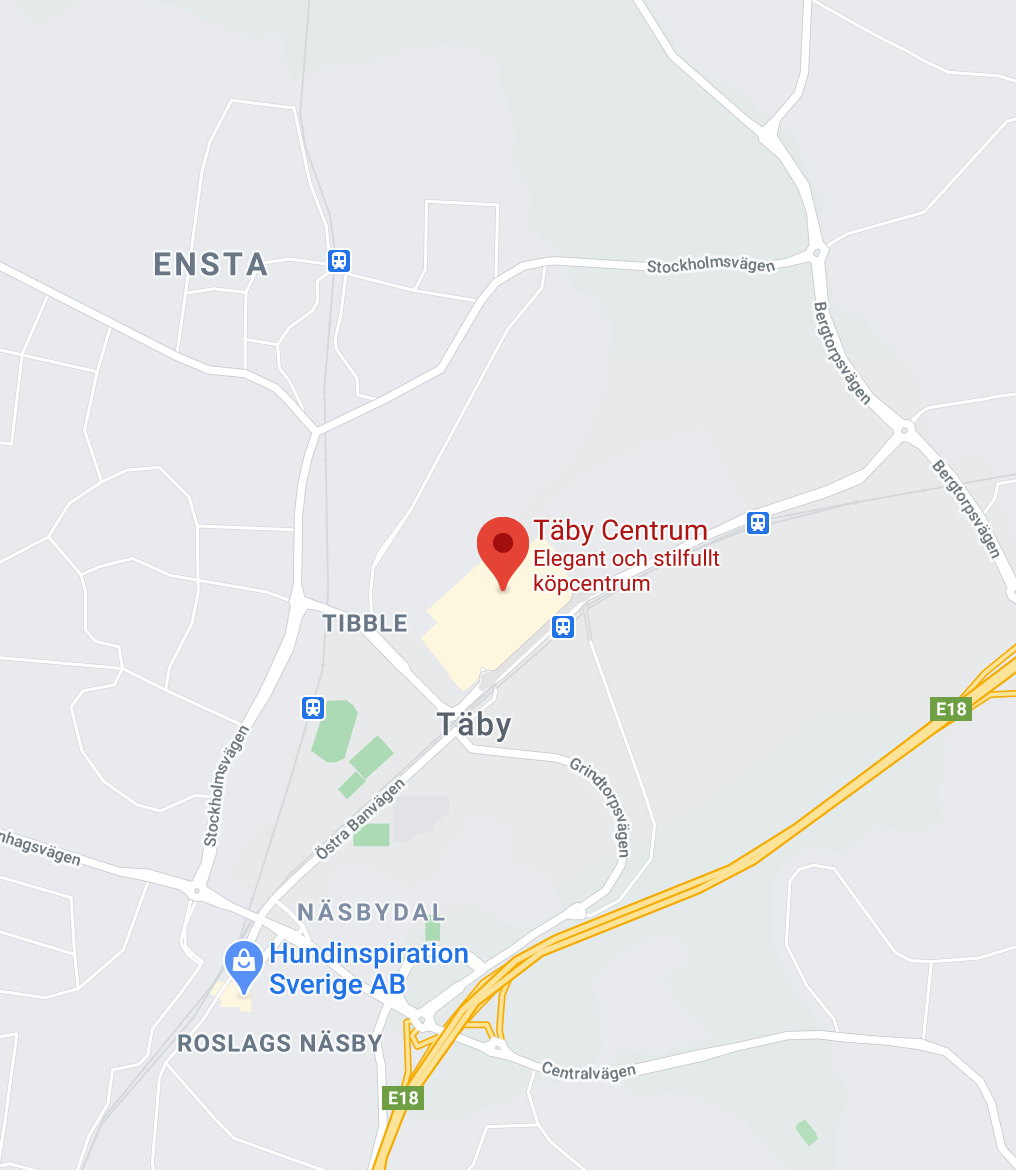 ENSTA
Stockholmsvägen
Bergtorpsvägen
Bergtorpsvägen
Täby Centrum
Elegant och stilfullt
köpcentrum
TIBBLE
E18
Täby
Stockholmsvägen
Grindtorpsvägen
Östra Banvägen
nhagsvägen
NÄSBYDAL
Hundinspiration
Sverige AB
ROSLAGS NÄSBY
Centralvägen
E18